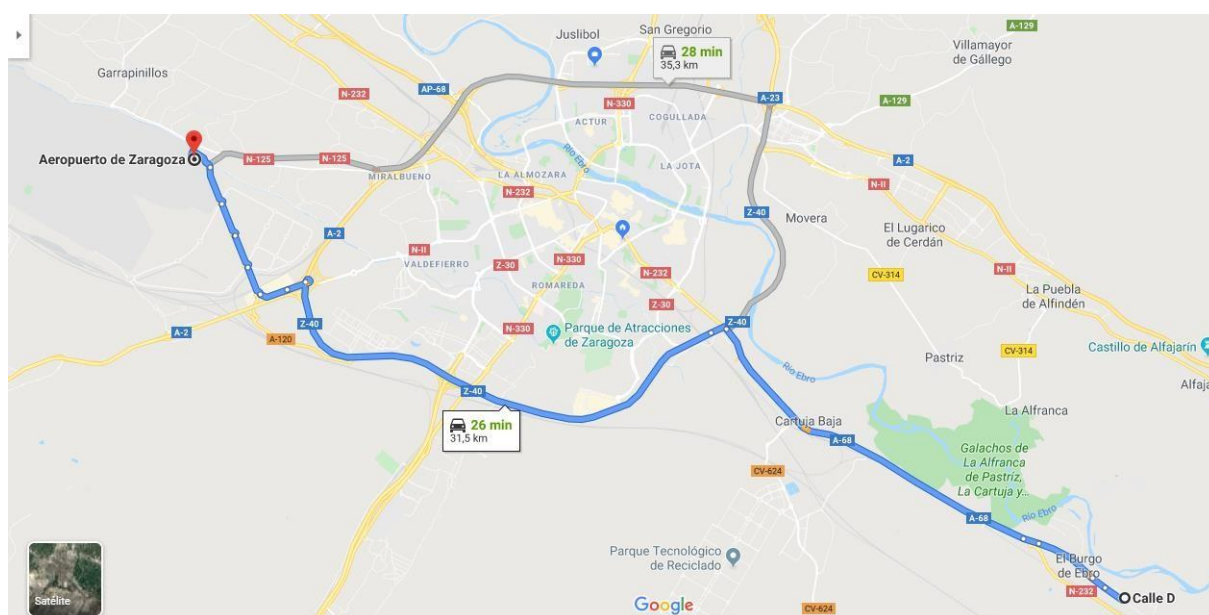 Juslibol
San Gregorio
28 min
35,3 km
A-129
Villamayor
de Gállego
Garrapinillos
N-232
AP-68
N-330
A-23
A-129
ACTUR
COGULLADA
Río Ebro
Aeropuerto de Zaragoza
N-125
N-125
MIRALBUENO
LA ALMOZARA
LA JOTA
A-2
N-II
N-232
Z-40
Movera
El Lugarico
de Cerdán
A-2
N-II
VALDEFIERRO
Z-30
N-330
N-232
CV-314
N-II
ROMAREDA
La Puebla
de Alfindén
Z-30
A-2
Z-40
A-120
N-330
Parque de Atracciones
de Zaragoza
Z-40
Castillo de Alfajarín
Pastriz
CV-314
Río Ebro
Alfaja
Z-40
26 min
31,5 km
La Alfranca
Cartuja Baja
A-68
Galachos de
La Alfranca
de Pastriz,
La Cartuja y...
CV-624
A-68
Río Ebro
Parque Tecnológico
de Reciclado
El Burgo
de Ebro
N-232
Calle D
Satélite
Google
CV-624